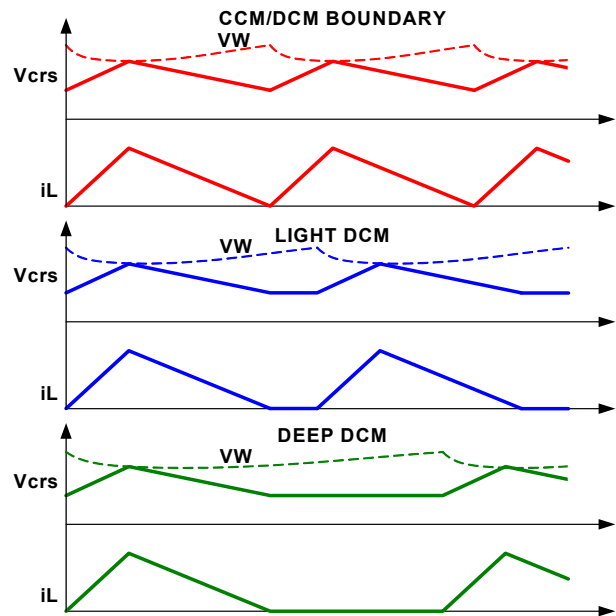 CCM/DCM BOUNDARY
VW
Vcrs
iL
LIGHT DCM
VW
Vcrs
iL
DEEP DCM
VW
Vcrs
iL